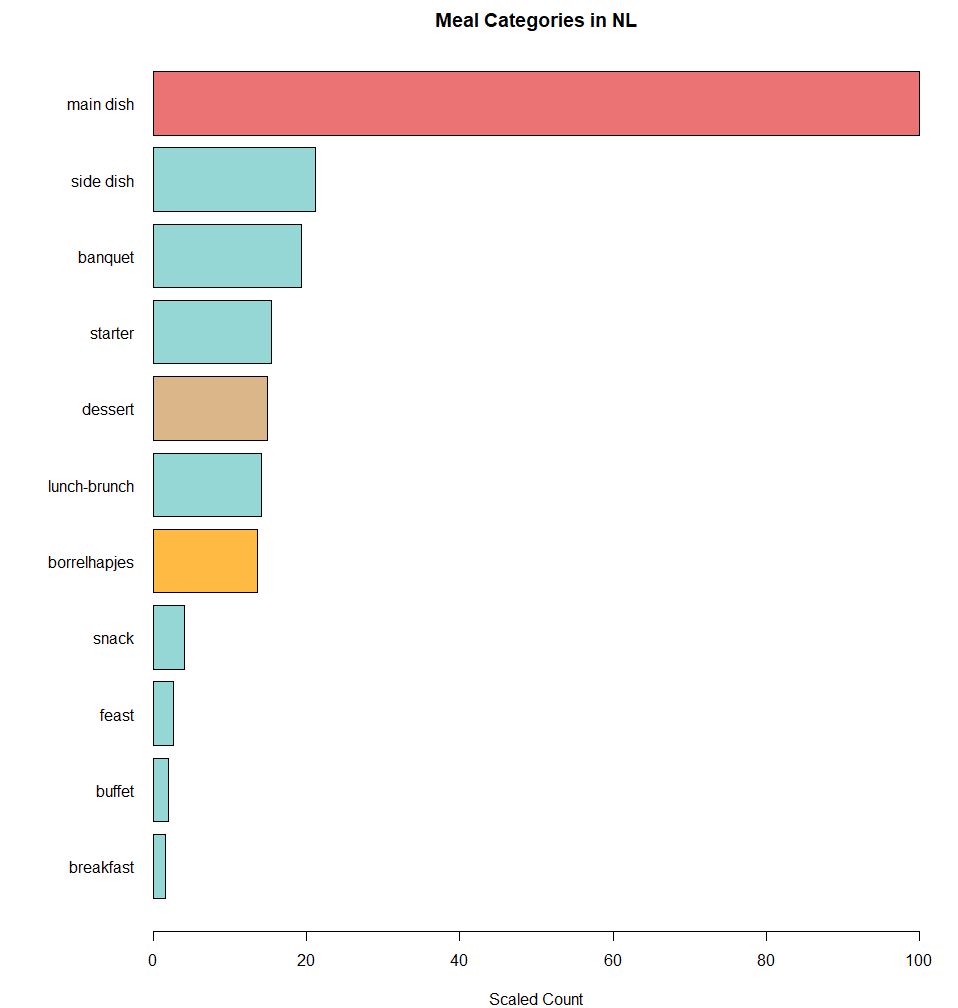 Meal Categories in NL
main dish
side dish
banquet
starter
dessert
lunch-brunch
borrelhapjes
snack
feast
buffet
breakfast
0 20 40 60 80 100
Scaled Count